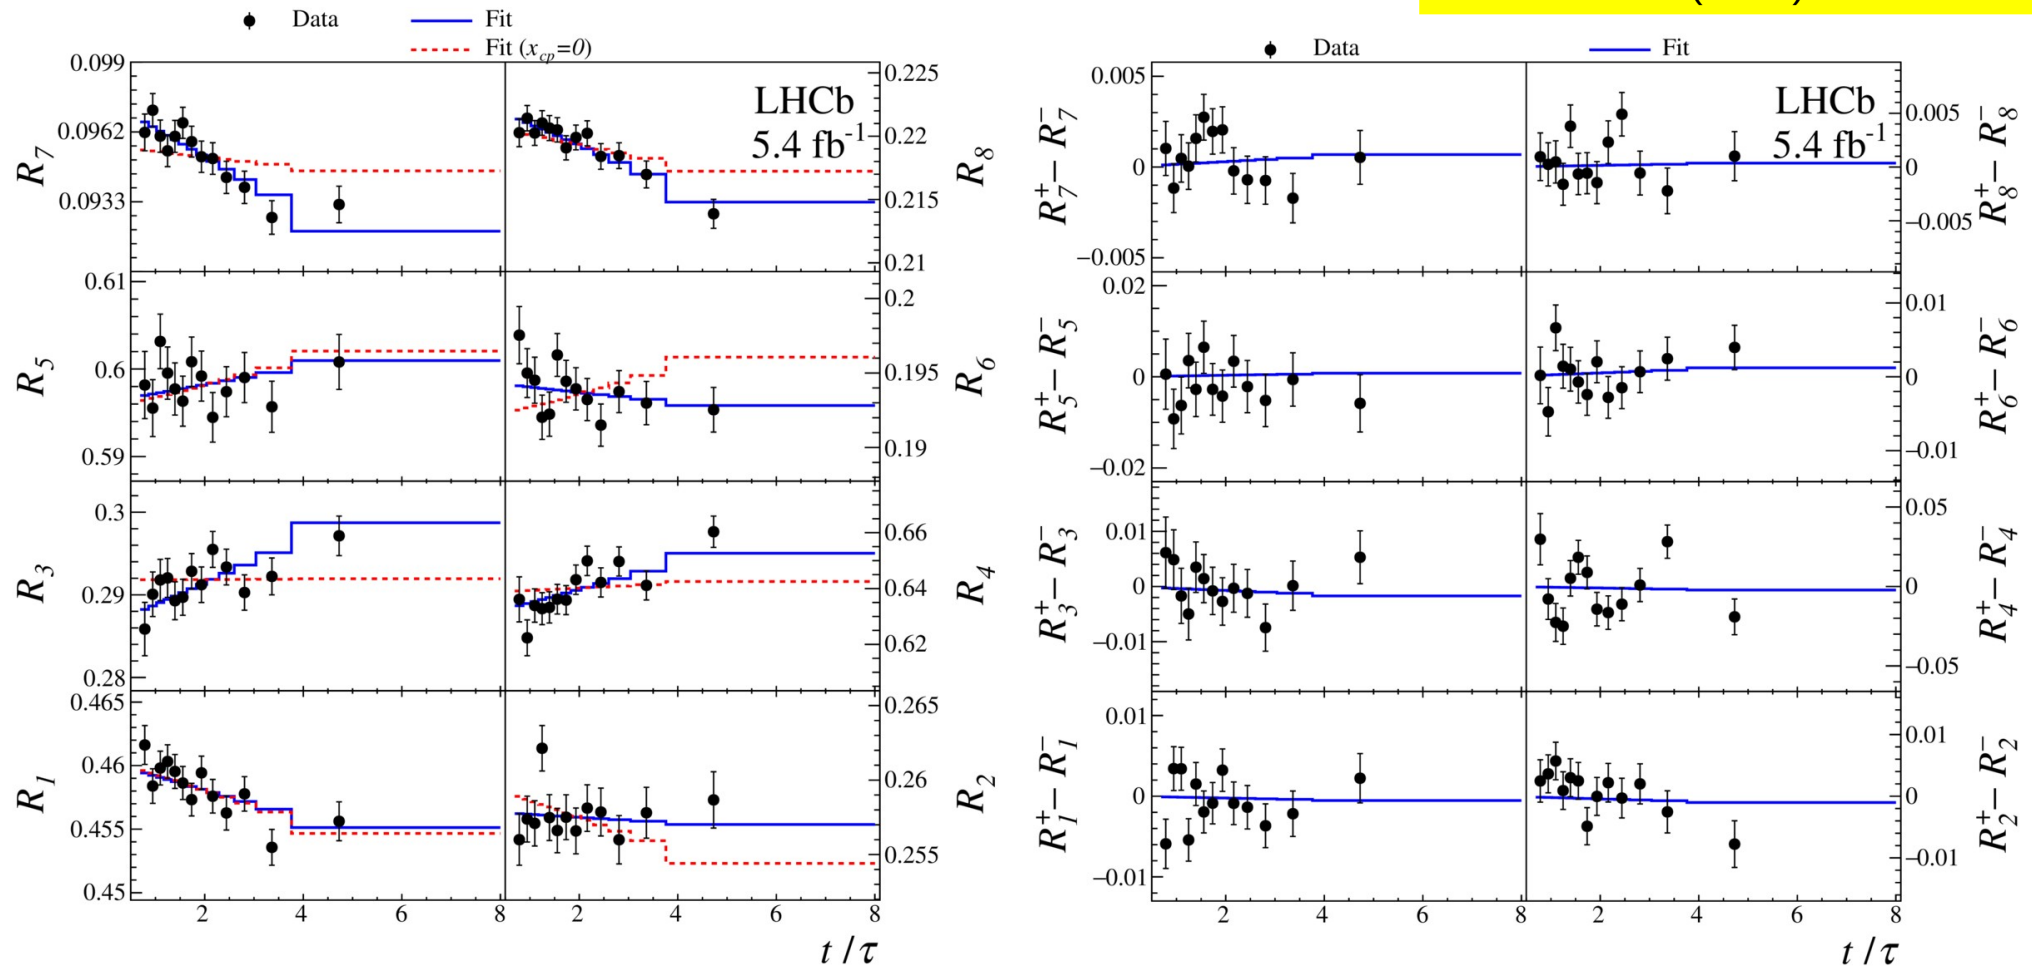 Data
Fit
Fit (x_cp=0)
0.099
0.0962
0.0933
R_7
0.225
0.22
0.215
0.21
R_8
LHCb
5.4 fb^-1
0.61
0.6
0.59
R_5
0.2
0.195
0.19
R_6
0.3
0.29
0.28
R_3
0.66
0.64
0.62
R_4
0.465
0.46
0.455
0.45
R_1
0.265
0.26
0.255
R_2
2 4 6 8 2 4 6 8
t / τ
Data
Fit
0.005
0
−0.005
R_7^+ − R_7^−
0.005
0
−0.005
R_8^+ − R_8^−
LHCb
5.4 fb^-1
0.02
0
−0.02
R_5^+ − R_5^−
0.01
0
−0.01
R_6^+ − R_6^−
0.01
0
−0.01
R_3^+ − R_3^−
0.05
0
−0.05
R_4^+ − R_4^−
0.01
0
−0.01
R_1^+ − R_1^−
0.01
0
−0.01
R_2^+ − R_2^−
2 4 6 8 2 4 6 8
t / τ